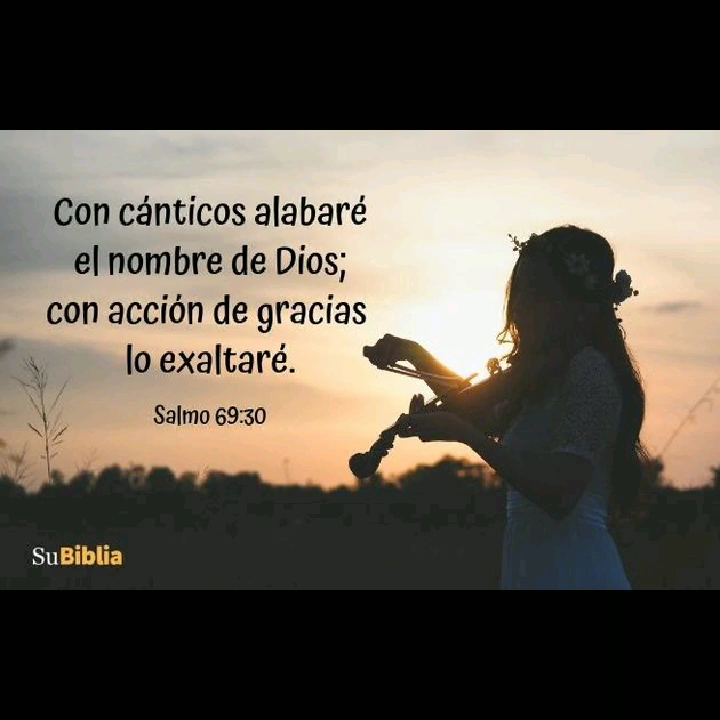 Con cánticos alabaré
el nombre de Dios;
con acción de gracias
lo exaltaré.
Salmo 69:30
SuBiblia